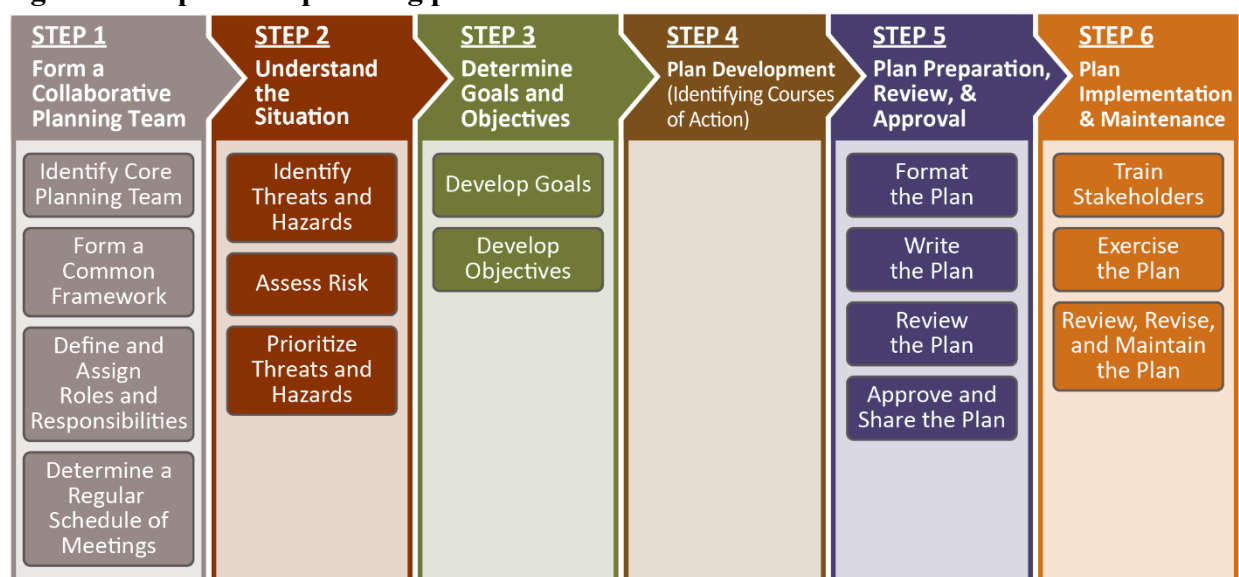 STEP 1
Form a
Collaborative
Planning Team
Identify Core
Planning Team
Form a
Common
Framework
Define and
Assign
Roles and
Responsibilities
Determine a
Regular
Schedule of
Meetings
STEP 2
Understand
the
Situation
Identify
Threats and
Hazards
Assess Risk
Prioritize
Threats and
Hazards
STEP 3
Determine
Goals and
Objectives
Develop Goals
Develop
Objectives
STEP 4
Plan Development
(Identifying Courses
of Action)
STEP 5
Plan Preparation,
Review, &
Approval
Format
the Plan
Write
the Plan
Review
the Plan
Approve and
Share the Plan
STEP 6
Plan
Implementation
& Maintenance
Train
Stakeholders
Exercise
the Plan
Review, Revise,
and Maintain
the Plan